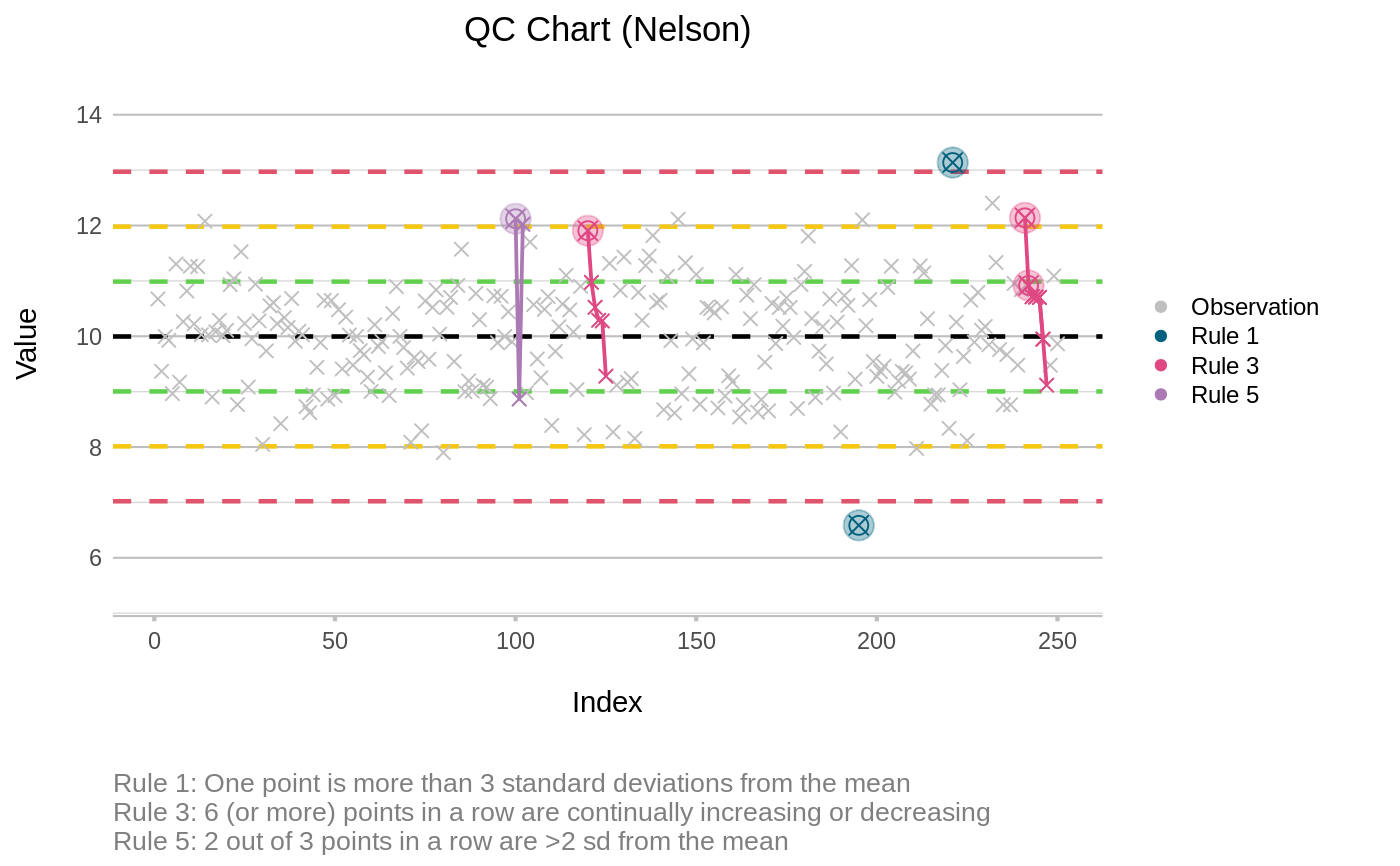 QC Chart (Nelson)
14
12
10
8
6
Value
0 50 100 150 200 250
Index
Observation
Rule 1
Rule 3
Rule 5
Rule 1: One point is more than 3 standard deviations from the mean
Rule 3: 6 (or more) points in a row are continually increasing or decreasing
Rule 5: 2 out of 3 points in a row are >2 sd from the mean